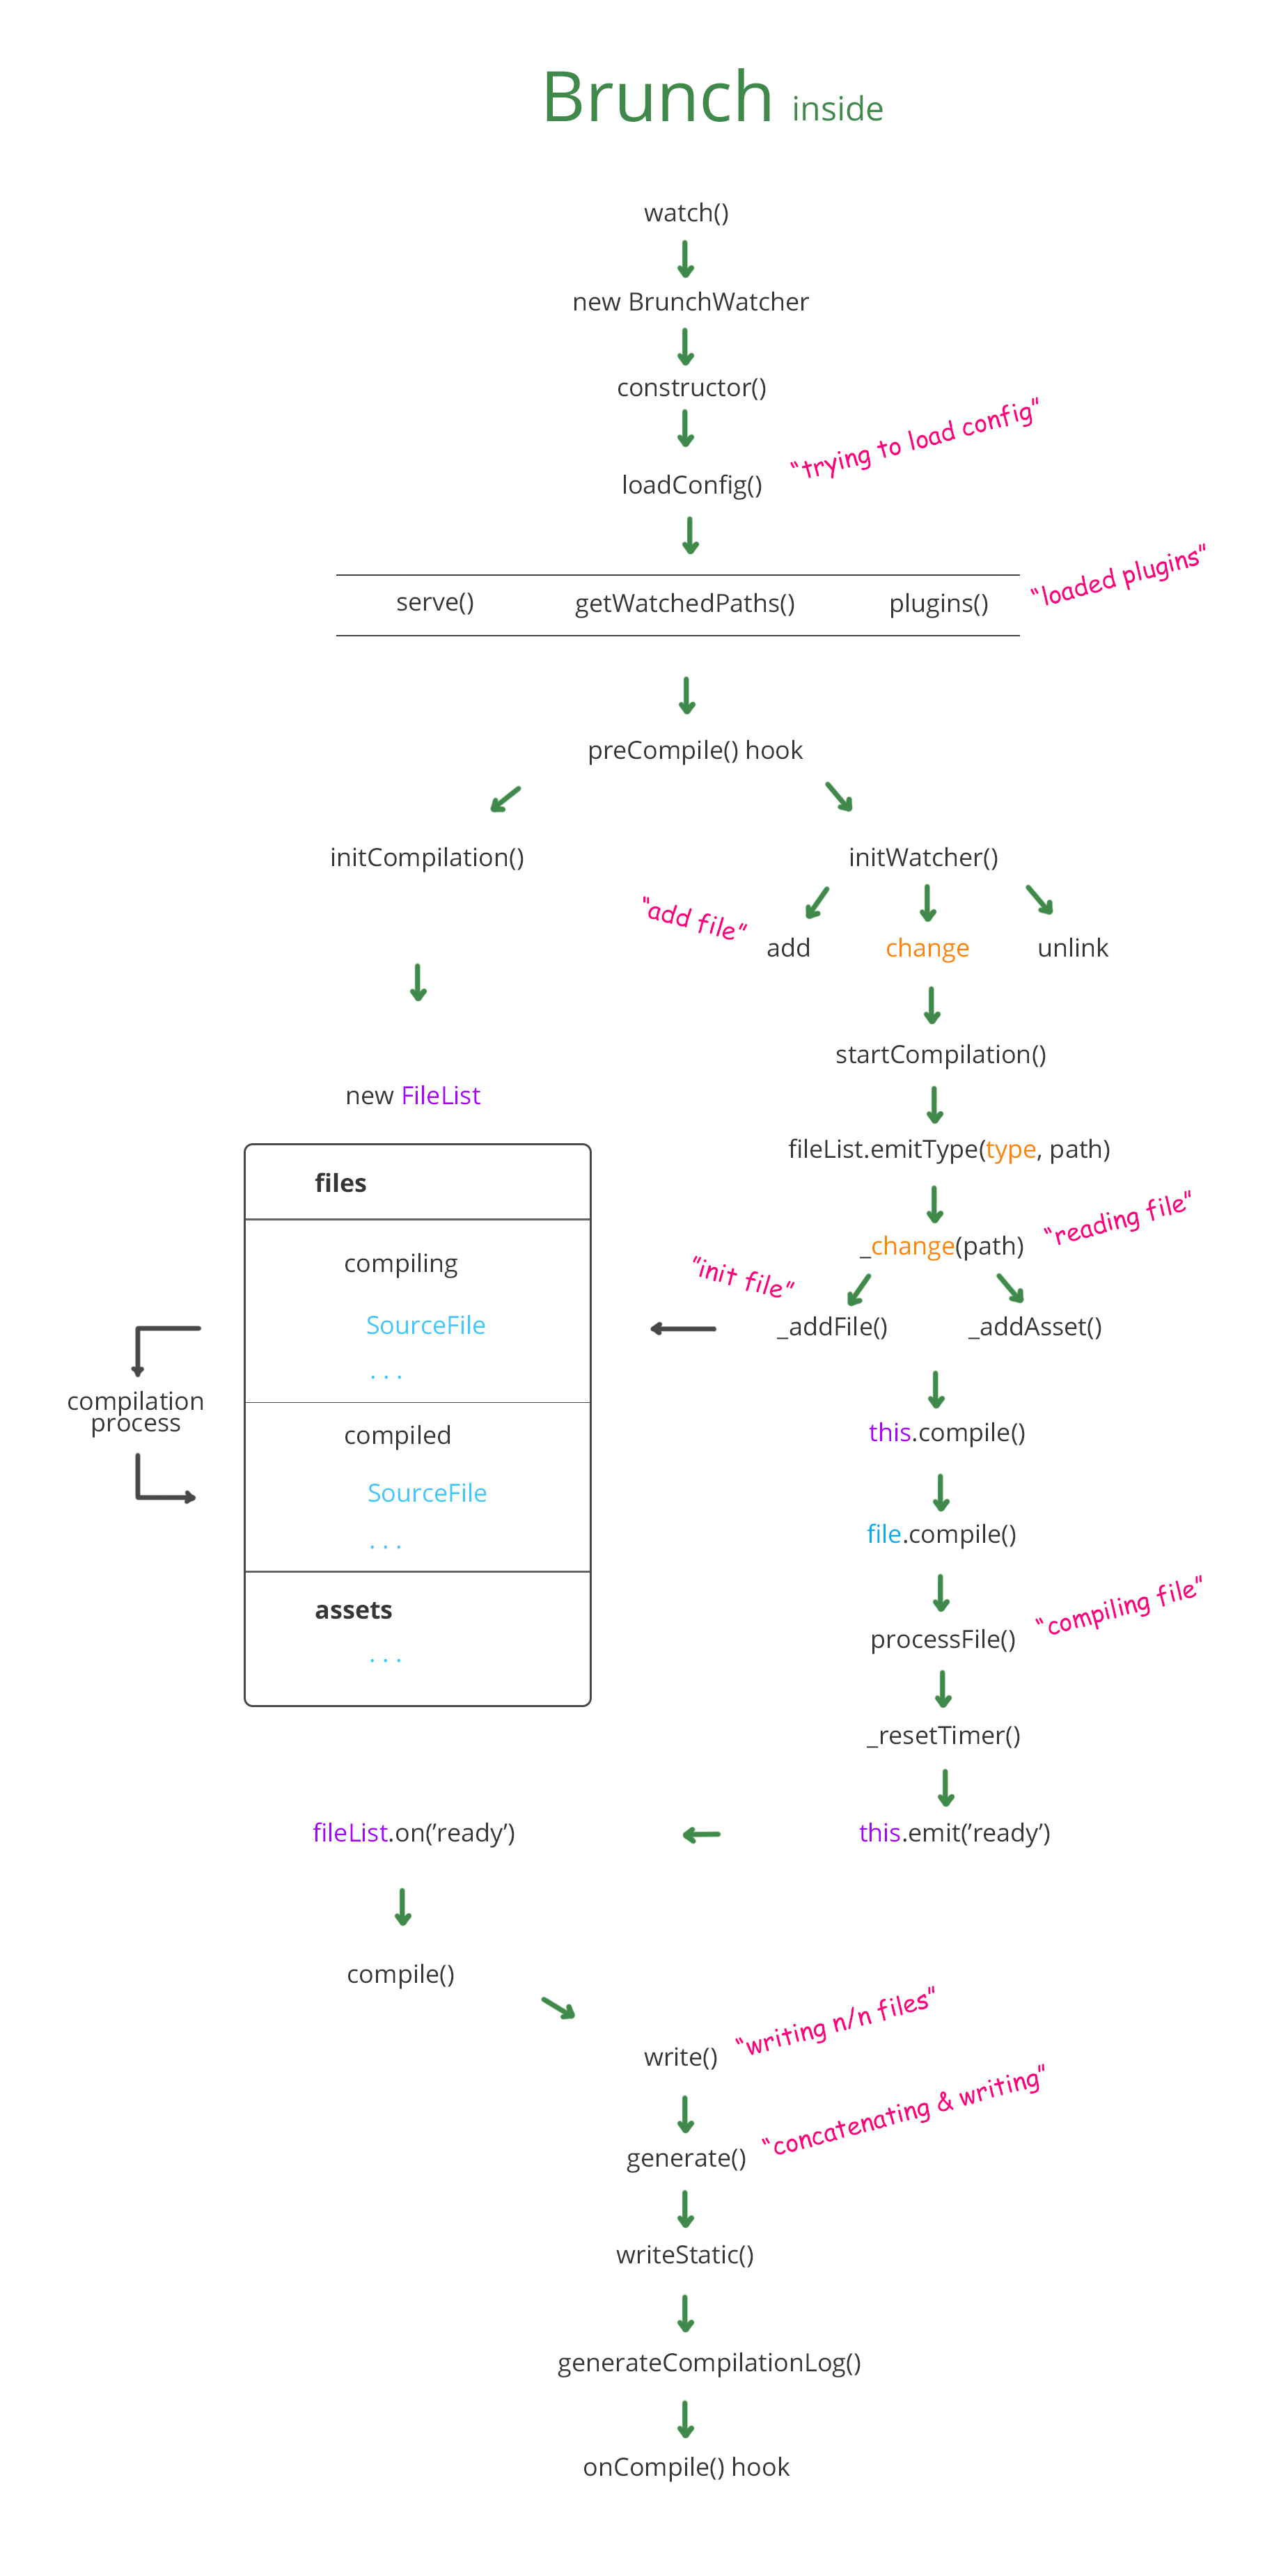 Brunch inside
watch()
new BrunchWatcher
constructor()
"trying to load config"
loadConfig()
"loaded plugins"
serve() getWatchedPaths() plugins()
preCompile() hook
initCompilation() initWatcher()
"add file"
add change unlink
startCompilation()
new FileList
fileList.emitType(type, path)
files
"reading file"
_change(path)
compiling
"init file"
SourceFile
_addFile() _addAsset()
. . .
compilation
process
compiled
this.compile()
SourceFile
file.compile()
. . .
"compiling file"
assets
processFile()
. . .
_resetTimer()
fileList.on(’ready’) this.emit(’ready’)
compile()
"writing n/n files"
write()
"concatenating & writing"
generate()
writeStatic()
generateCompilationLog()
onCompile() hook